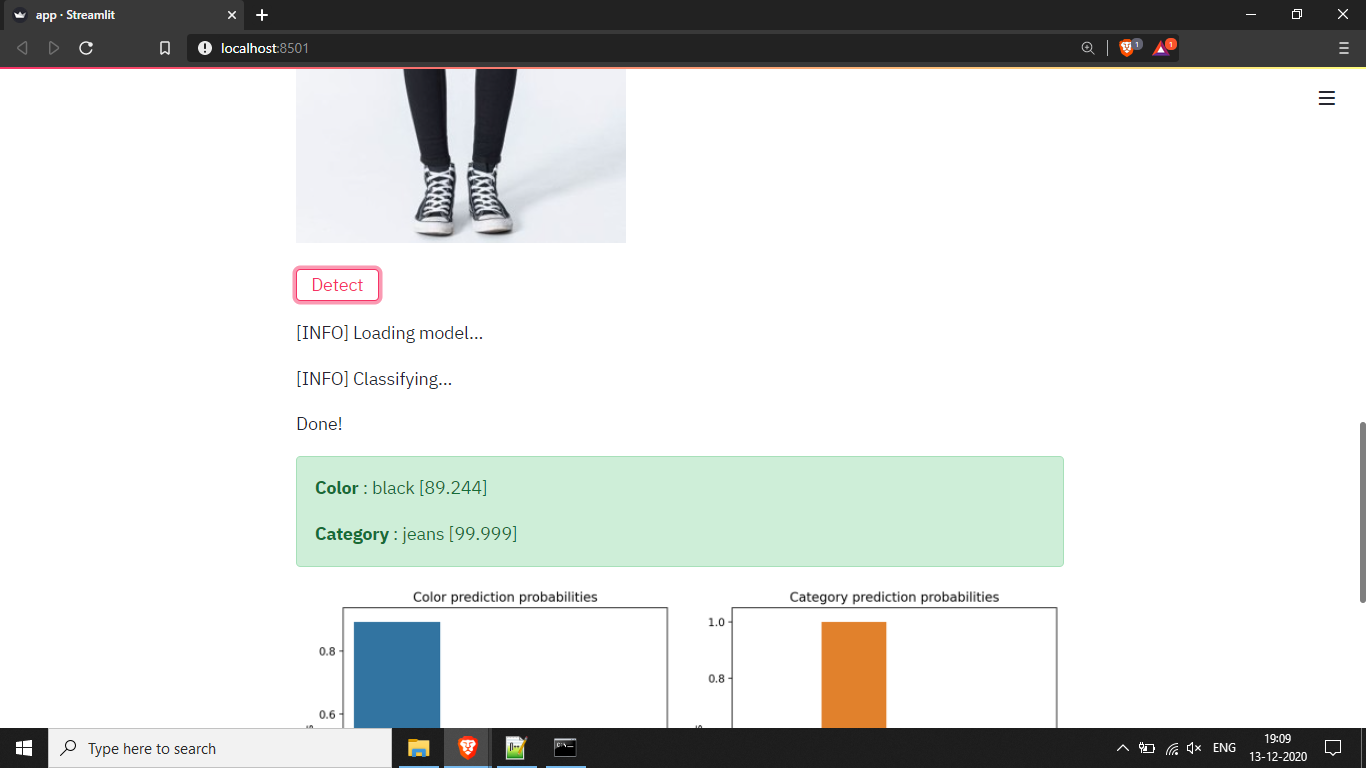 app · Streamlit
localhost:8501
1
1
Detect
[INFO] Loading model...
[INFO] Classifying...
Done!
Color : black [89.244]
Category : jeans [99.999]
Color prediction probabilities
Category prediction probabilities
0.8
0.6
1.0
0.8
Type here to search
ENG
19:09
13-12-2020